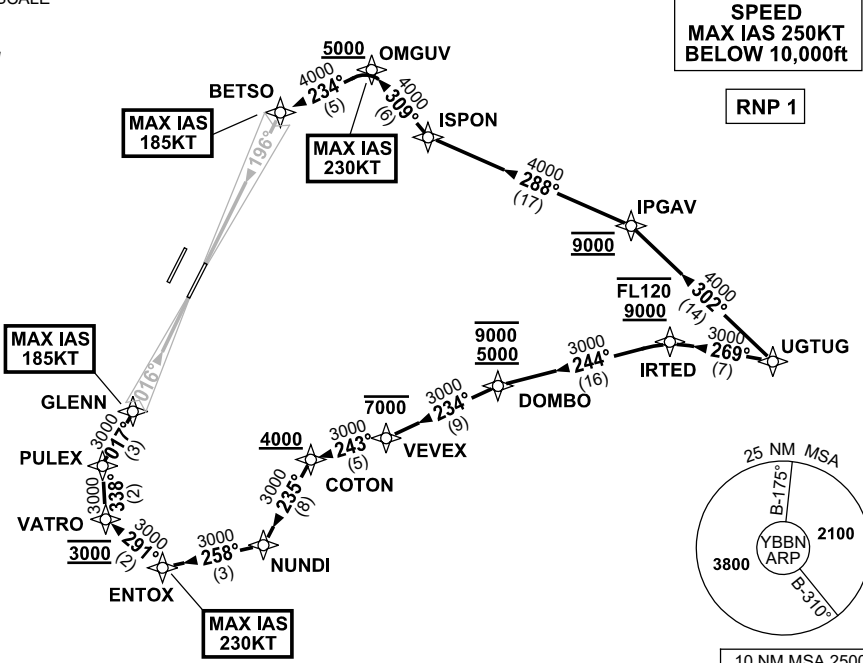 SPEED
MAX IAS 250KT
BELOW 10,000ft
RNP 1
5000
OMGUV
4000
234°
(5)
BETSO
MAX IAS
185KT
4000
309°
(6)
ISPON
MAX IAS
230KT
196°
4000
288°
(17)
IPGAV
9000
4000
302°
(14)
FL120
9000
3000
269°
(7)
UGTUG
IRTED
9000
5000
3000
244°
(16)
DOMBO
7000
3000
234°
(9)
VEVEX
4000
3000
243°
(5)
COTON
MAX IAS
185KT
016°
GLENN
3000
017°
(3)
PULEX
3000
338°
(2)
VATRO
3000
3000
291°
(2)
ENTOX
3000
258°
(3)
NUNDI
3000
235°
(8)
MAX IAS
230KT
25 NM MSA
B-175°
2100
YBBN
ARP
3800
B-310°
10 NM MSA 2500